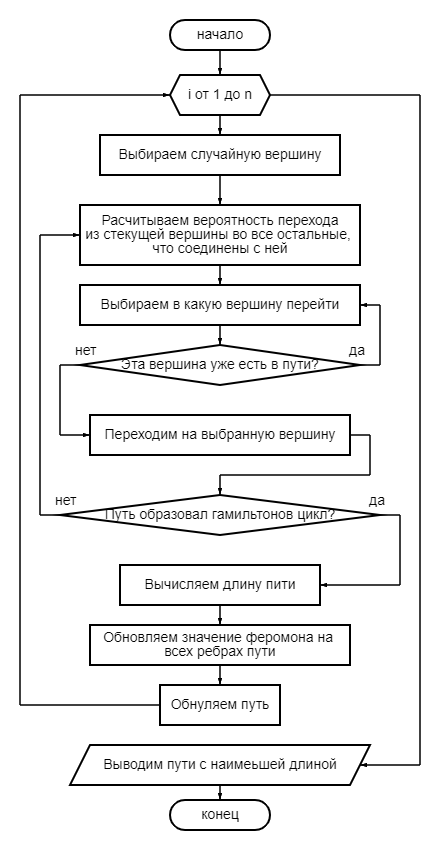 начало
i от 1 до n
Выбираем случайную вершину
Расчитываем вероятность перехода
из стекущей вершины во все остальные,
что соединены с ней
Выбираем в какую вершину перейти
нет
да
Эта вершина уже есть в пути?
Переходим на выбранную вершину
нет
да
Путь образовал гамильтонов цикл?
Вычисляем длину пити
Обновляем значение феромона на
всех ребрах пути
Обнуляем путь
Выводим пути с наимеьшей длиной
конец